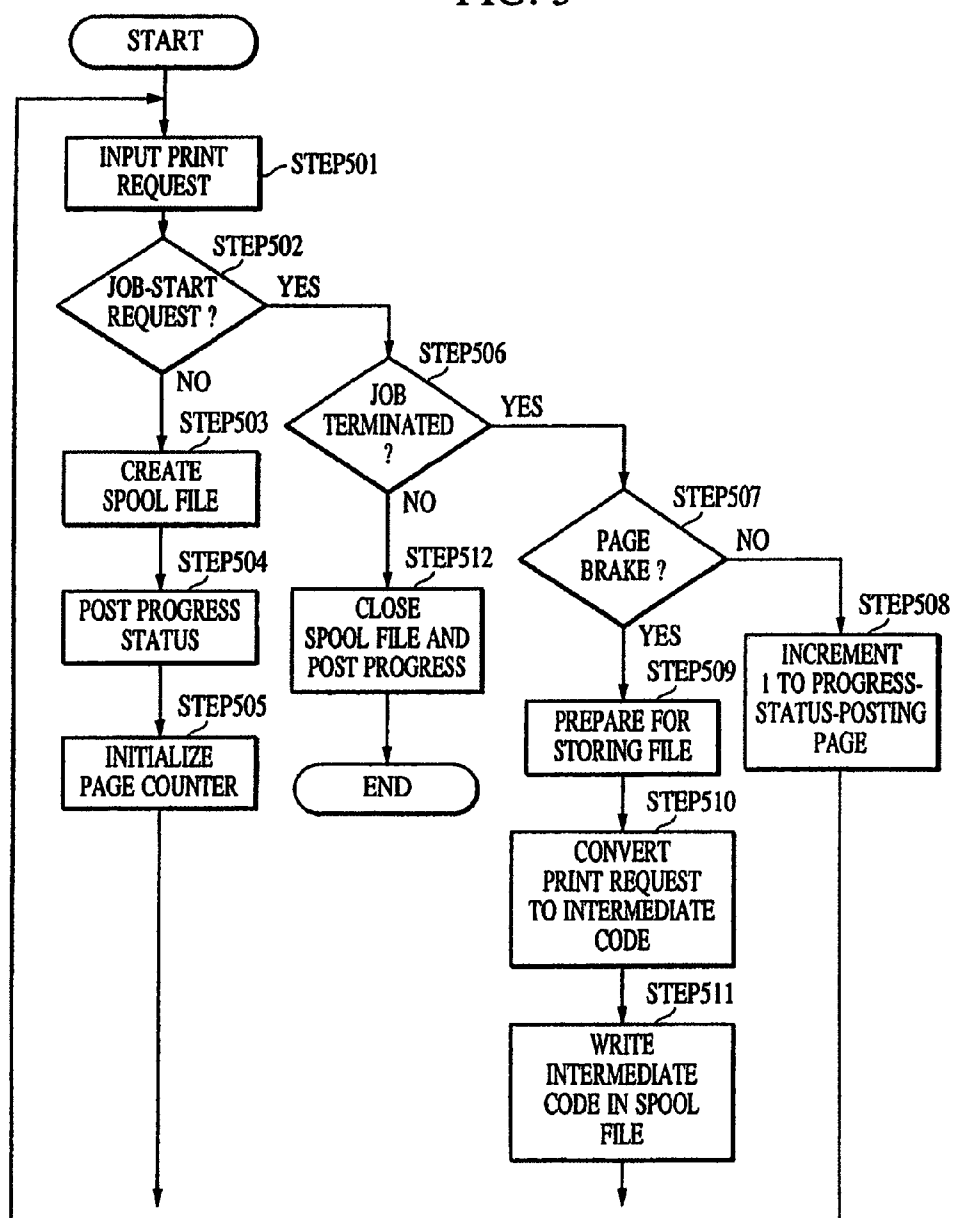 FIG. 5
START
INPUT PRINT
REQUEST
STEP501
STEP502
JOB-START
REQUEST ?
YES
NO
STEP503
CREATE
SPOOL FILE
STEP504
POST PROGRESS
STATUS
STEP505
INITIALIZE
PAGE COUNTER
STEP506
JOB
TERMINATED
?
YES
NO
STEP512
CLOSE
SPOOL FILE AND
POST PROGRESS
END
STEP507
PAGE
BRAKE ?
NO
YES
STEP508
INCREMENT
1 TO PROGRESS-
STATUS-POSTING
PAGE
STEP509
PREPARE FOR
STORING FILE
STEP510
CONVERT
PRINT REQUEST
TO INTERMEDIATE
CODE
STEP511
WRITE
INTERMEDIATE
CODE IN SPOOL
FILE